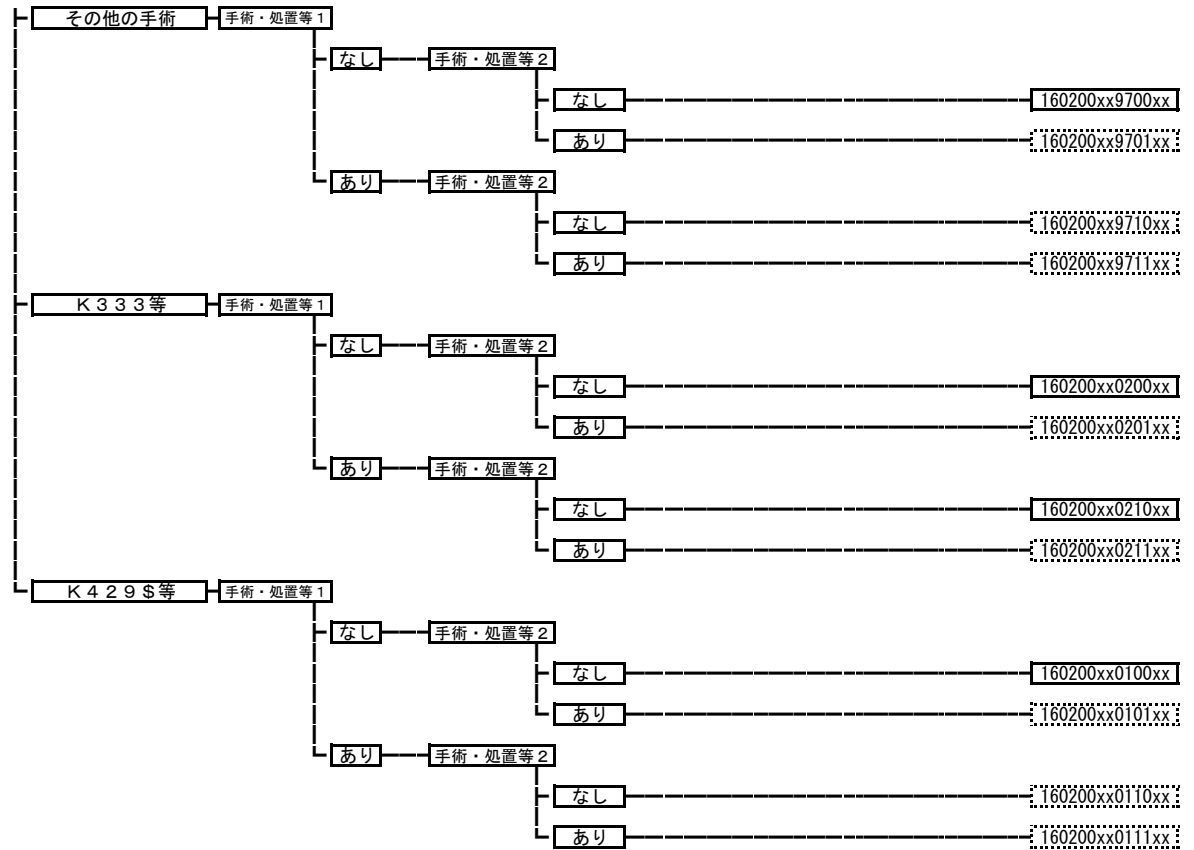 その他の手術 手術・処置等１
なし 手術・処置等２
なし 160200xx9700xx
あり 160200xx9701xx
あり 手術・処置等２
なし 160200xx9710xx
あり 160200xx9711xx
Ｋ３３３等 手術・処置等１
なし 手術・処置等２
なし 160200xx0200xx
あり 160200xx0201xx
あり 手術・処置等２
なし 160200xx0210xx
あり 160200xx0211xx
Ｋ４２９＄等 手術・処置等１
なし 手術・処置等２
なし 160200xx0100xx
あり 160200xx0101xx
あり 手術・処置等２
なし 160200xx0110xx
あり 160200xx0111xx